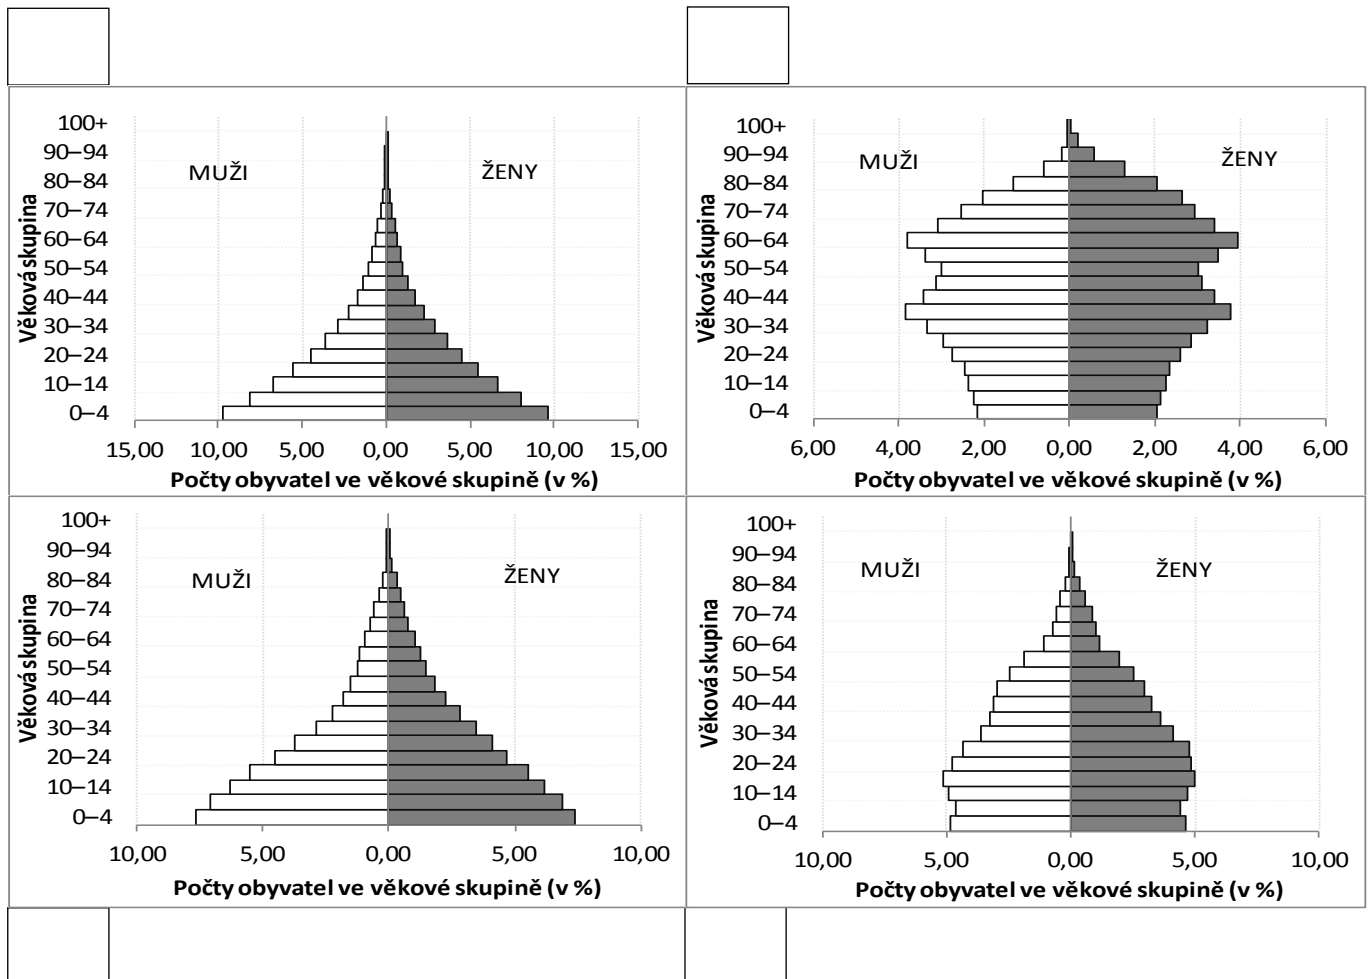 100+
90–94
80–84
70–74
60–64
50–54
40–44
30–34
20–24
10–14
0–4
Věková skupina
MUŽI
ŽENY
15,00 10,00 5,00 0,00 5,00 10,00 15,00
Počty obyvatel ve věkové skupině (v %)
100+
90–94
80–84
70–74
60–64
50–54
40–44
30–34
20–24
10–14
0–4
Věková skupina
MUŽI
ŽENY
6,00 4,00 2,00 0,00 2,00 4,00 6,00
Počty obyvatel ve věkové skupině (v %)
100+
90–94
80–84
70–74
60–64
50–54
40–44
30–34
20–24
10–14
0–4
Věková skupina
MUŽI
ŽENY
10,00 5,00 0,00 5,00 10,00
Počty obyvatel ve věkové skupině (v %)
100+
90–94
80–84
70–74
60–64
50–54
40–44
30–34
20–24
10–14
0–4
Věková skupina
MUŽI
ŽENY
10,00 5,00 0,00 5,00 10,00
Počty obyvatel ve věkové skupině (v %)